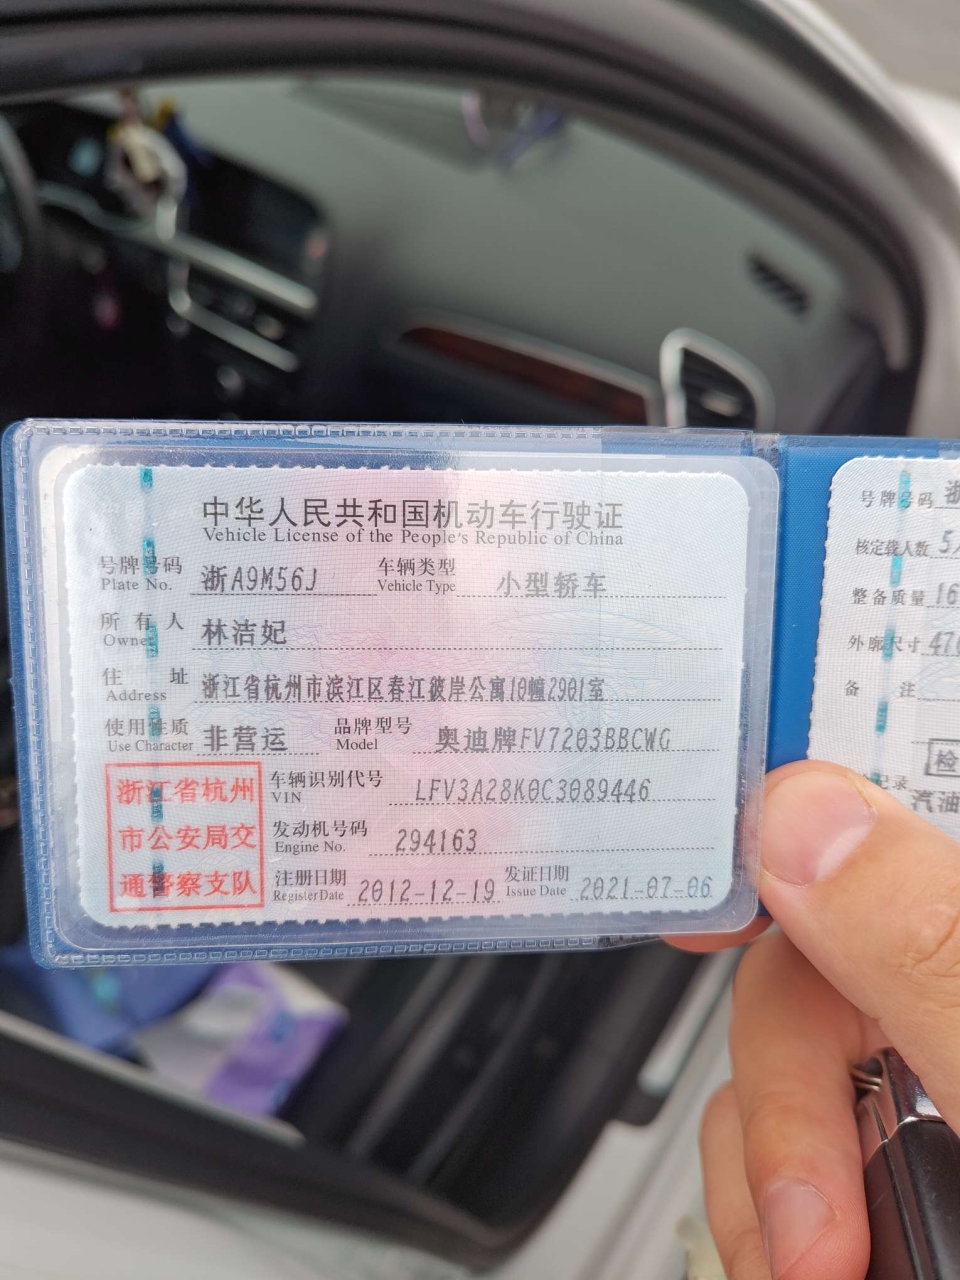 中华人民共和国机动车行驶证
Vehicle License of the People's Republic of China
号牌号码 浙A9M56J 车辆类型 小型轿车
Plate No. Vehicle Type
所有人 林洁妃
Owner
住址 浙江省杭州市滨江区春江彼岸公寓10幢2901室
Address
使用性质 非营运 品牌型号 奥迪牌FV7203BBCWG
Use Character Model
浙江省杭州
市公安局交
通警察支队
车辆识别代号 LFV3A28K0C3089446
VIN
发动机号码 294163
Engine No.
注册日期 2012-12-19 发证日期 2021-07-06
Register Date Issue Date
号牌号码 浙
核定载人数 5
整备质量 16
外廓尺寸 47
备注
检
记录
汽油